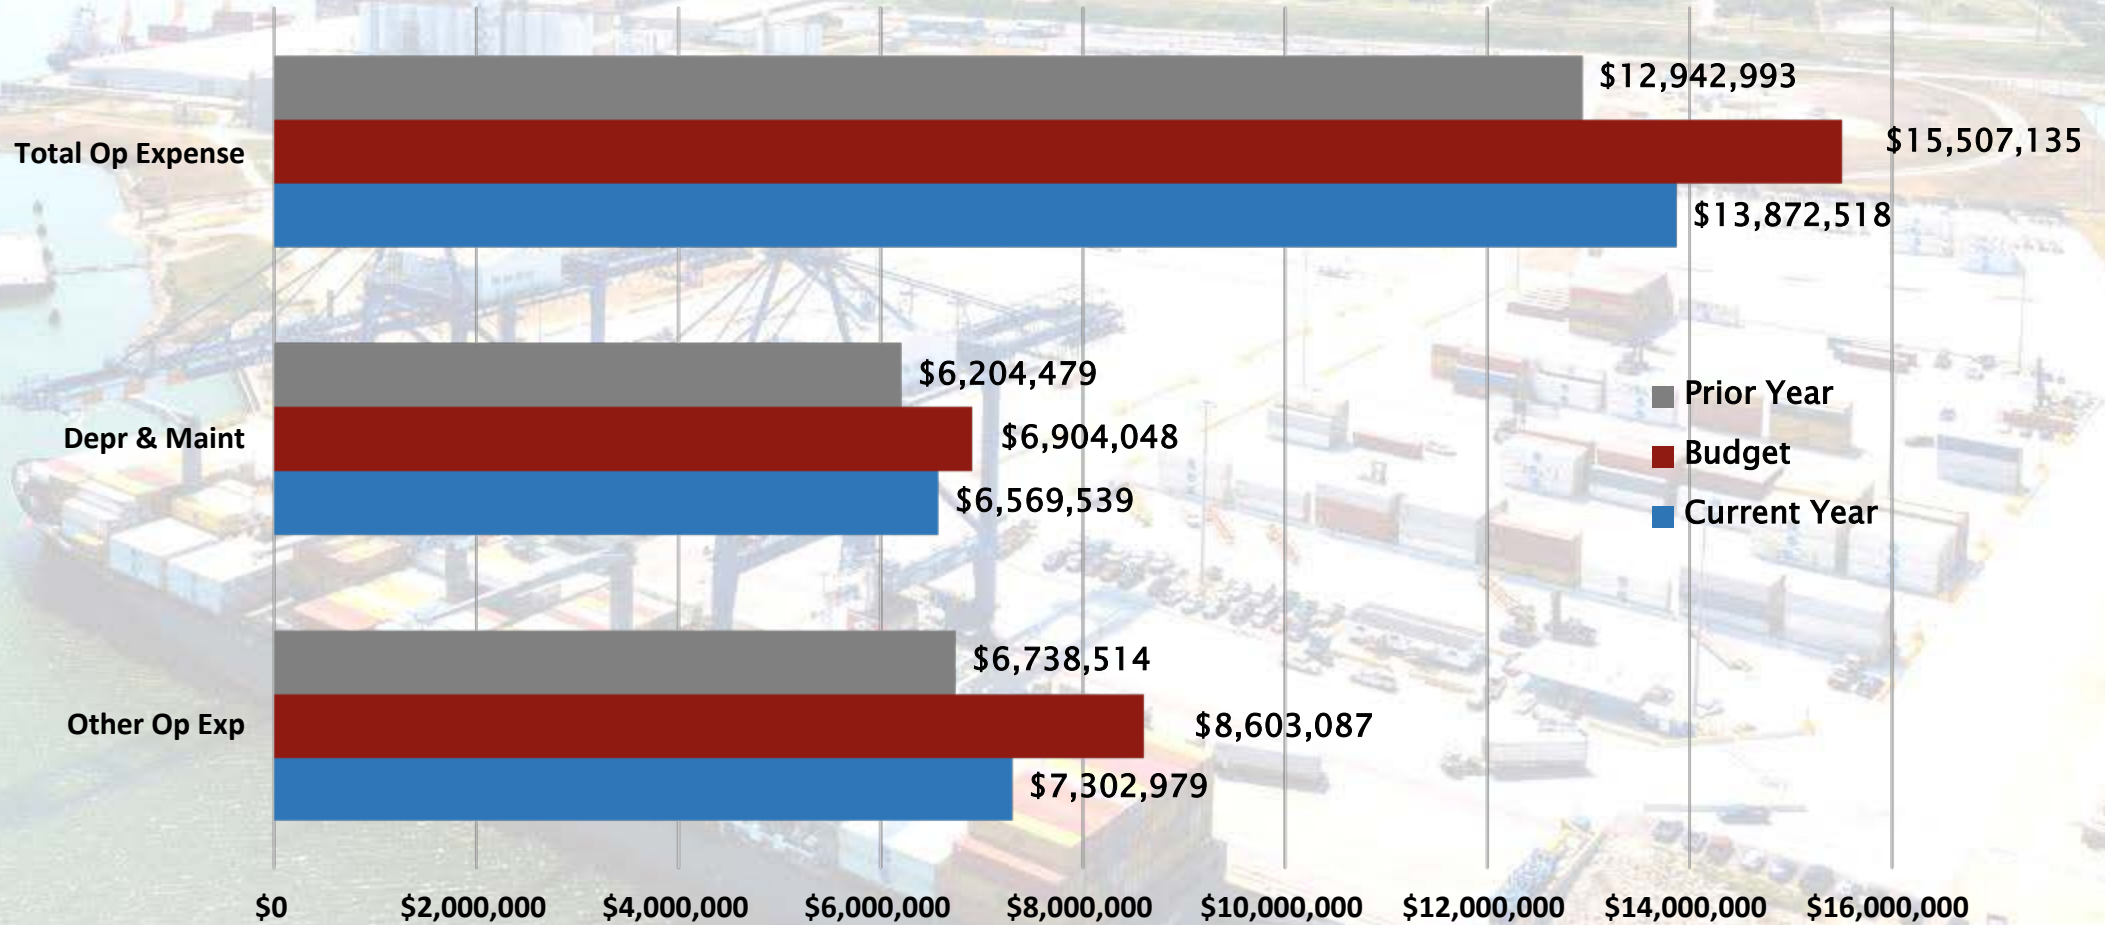 $12,942,993
Total Op Expense
$15,507,135
$13,872,518
$6,204,479
Depr & Maint
$6,904,048
$6,569,539
Prior Year
Budget
Current Year
$6,738,514
Other Op Exp
$8,603,087
$7,302,979
$0 $2,000,000 $4,000,000 $6,000,000 $8,000,000 $10,000,000 $12,000,000 $14,000,000 $16,000,000